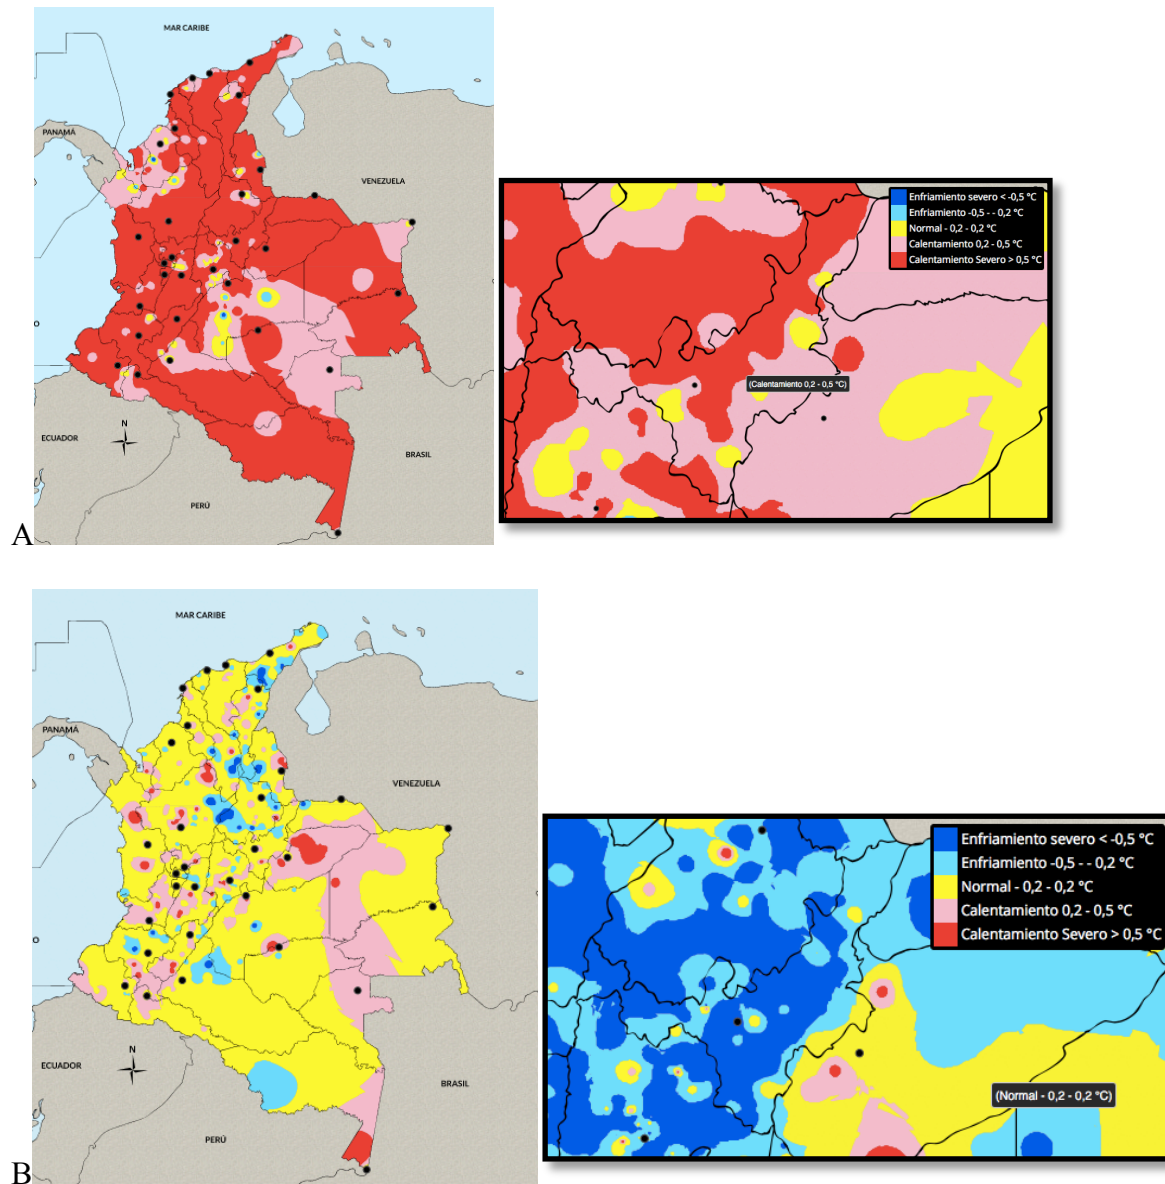 MAR CARIBE
PANAMÁ
VENEZUELA
Enfriamiento severo < -0,5 °C
Enfriamiento -0,5 - - 0,2 °C
Normal - 0,2 - 0,2 °C
Calentamiento 0,2 - 0,5 °C
Calentamiento Severo > 0,5 °C
(Calentamiento 0,2 - 0,5 °C)
O
N
ECUADOR
BRASIL
PERÚ
A
MAR CARIBE
PANAMÁ
VENEZUELA
Enfriamiento severo < -0,5 °C
Enfriamiento -0,5 - - 0,2 °C
Normal - 0,2 - 0,2 °C
Calentamiento 0,2 - 0,5 °C
Calentamiento Severo > 0,5 °C
O
(Normal - 0,2 - 0,2 °C)
N
ECUADOR
BRASIL
PERÚ
B